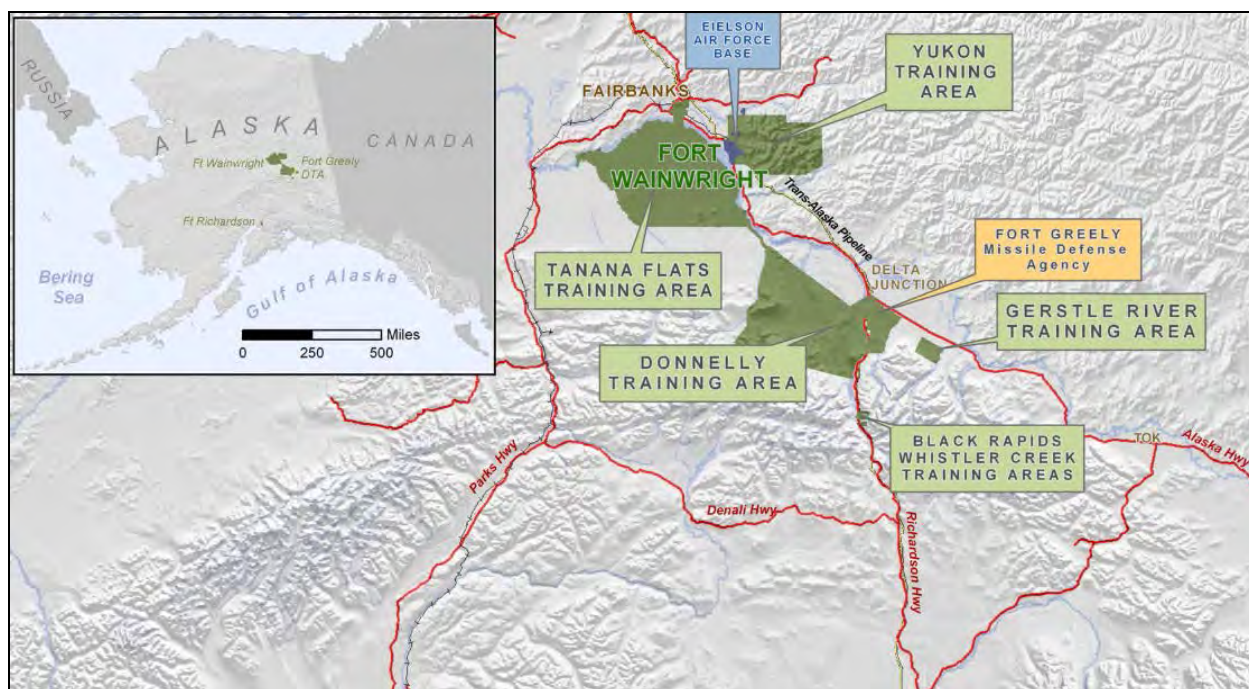 RUSSIA
ALASKA
CANADA
Ft Wainwright
Fort Greely
DTA
Ft Richardson
Bering
Sea
Gulf of Alaska
Miles
0 250 500
EIELSON
AIR FORCE
BASE
YUKON
TRAINING
AREA
FAIRBANKS
FORT
WAINWRIGHT
Trans-Alaska Pipeline
TANANA FLATS
TRAINING AREA
DELTA
JUNCTION
FORT GREELY
Missile Defense
Agency
GERSTLE RIVER
TRAINING AREA
DONNELLY
TRAINING AREA
BLACK RAPIDS
WHISTLER CREEK
TRAINING AREAS
TOK
Alaska Hwy
Parks Hwy
Denali Hwy
Richardson Hwy